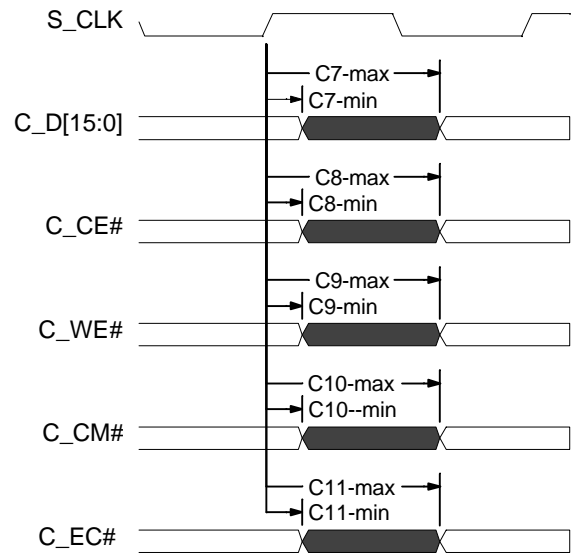 S_CLK
C7-max
C7-min
C_D[15:0]
C8-max
C8-min
C_CE#
C9-max
C9-min
C_WE#
C10-max
C10--min
C_CM#
C11-max
C11-min
C_EC#